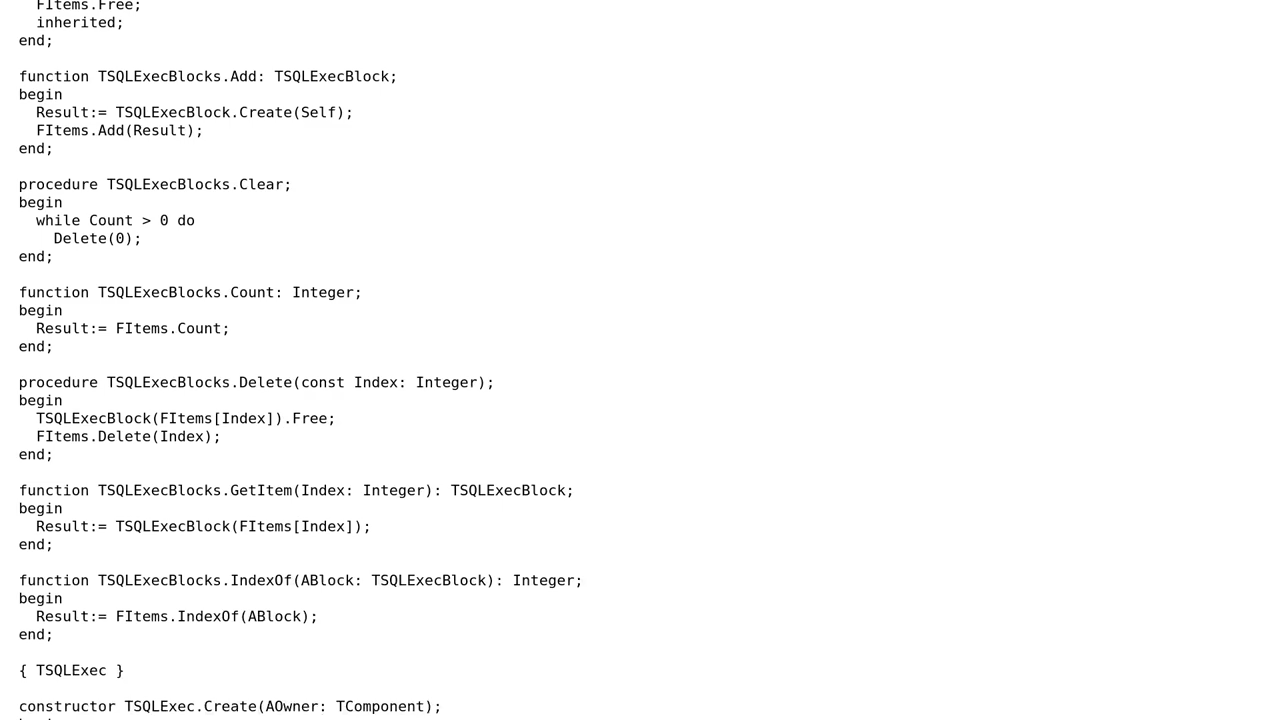 FItems.Free;
  inherited;
end;

function TSQLExecBlocks.Add: TSQLExecBlock;
begin
  Result:= TSQLExecBlock.Create(Self);
  FItems.Add(Result);
end;

procedure TSQLExecBlocks.Clear;
begin
  while Count > 0 do
    Delete(0);
end;

function TSQLExecBlocks.Count: Integer;
begin
  Result:= FItems.Count;
end;

procedure TSQLExecBlocks.Delete(const Index: Integer);
begin
  TSQLExecBlock(FItems[Index]).Free;
  FItems.Delete(Index);
end;

function TSQLExecBlocks.GetItem(Index: Integer): TSQLExecBlock;
begin
  Result:= TSQLExecBlock(FItems[Index]);
end;

function TSQLExecBlocks.IndexOf(ABlock: TSQLExecBlock): Integer;
begin
  Result:= FItems.IndexOf(ABlock);
end;

{ TSQLExec }

constructor TSQLExec.Create(AOwner: TComponent);